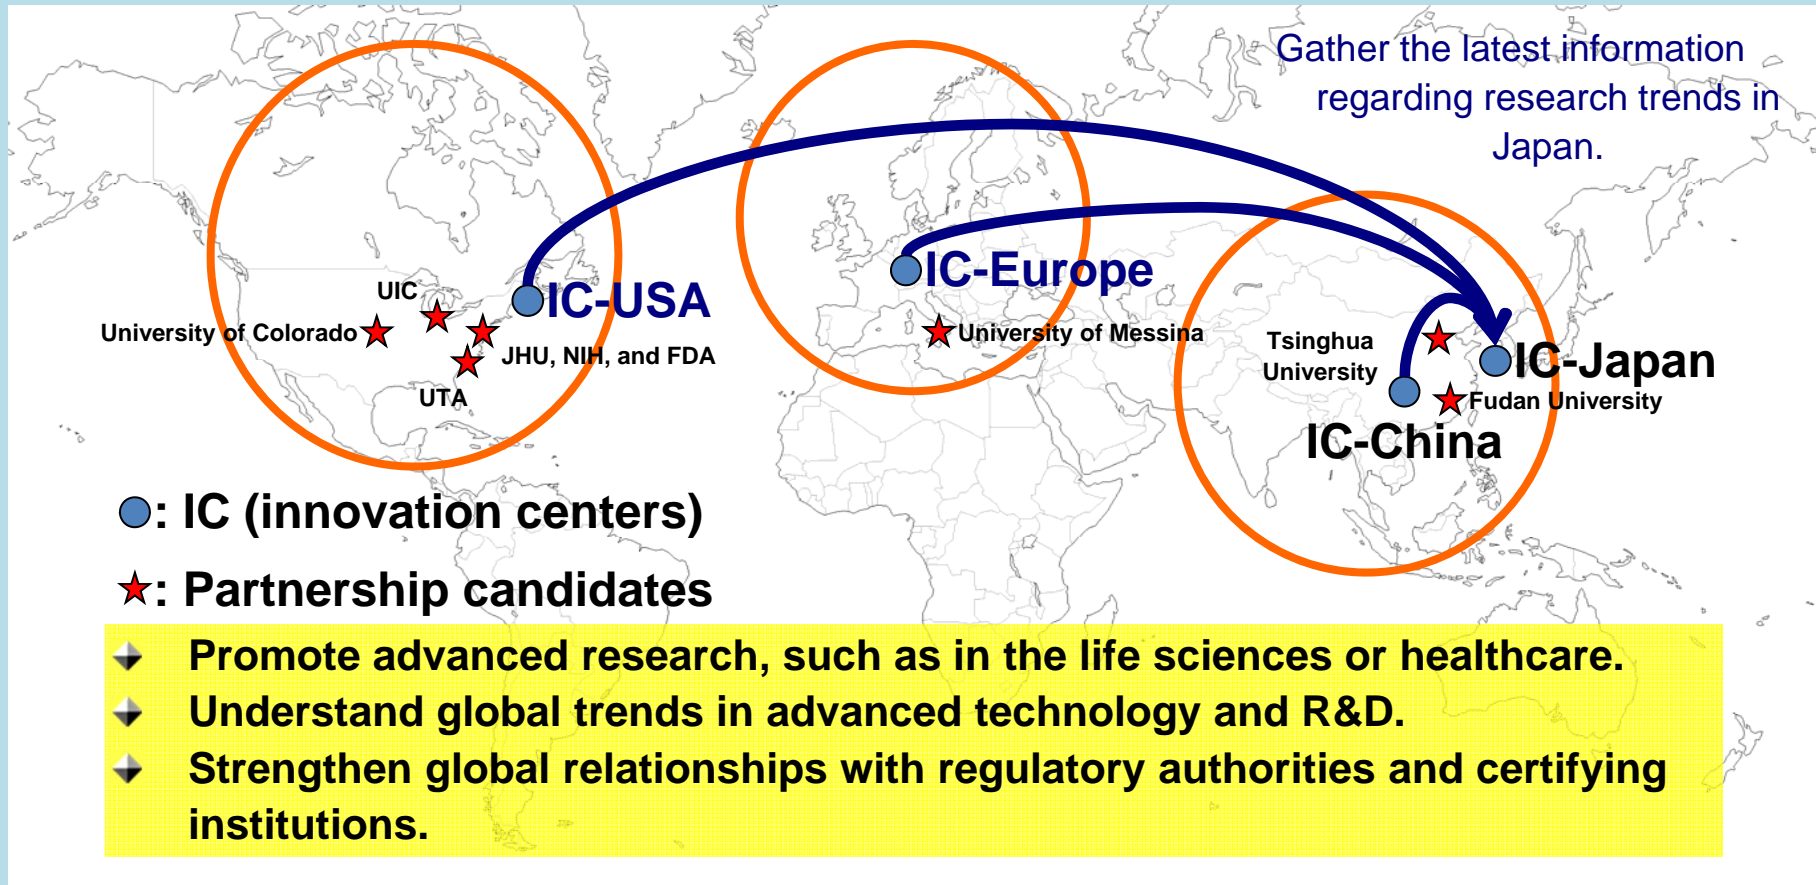 Gather the latest information
regarding research trends in
Japan.
IC-USA
IC-Europe
UIC
University of Colorado
JHU, NIH, and FDA
UTA
University of Messina
Tsinghua
University
IC-Japan
Fudan University
IC-China
: IC (innovation centers)
: Partnership candidates
Promote advanced research, such as in the life sciences or healthcare.
Understand global trends in advanced technology and R&D.
Strengthen global relationships with regulatory authorities and certifying
institutions.